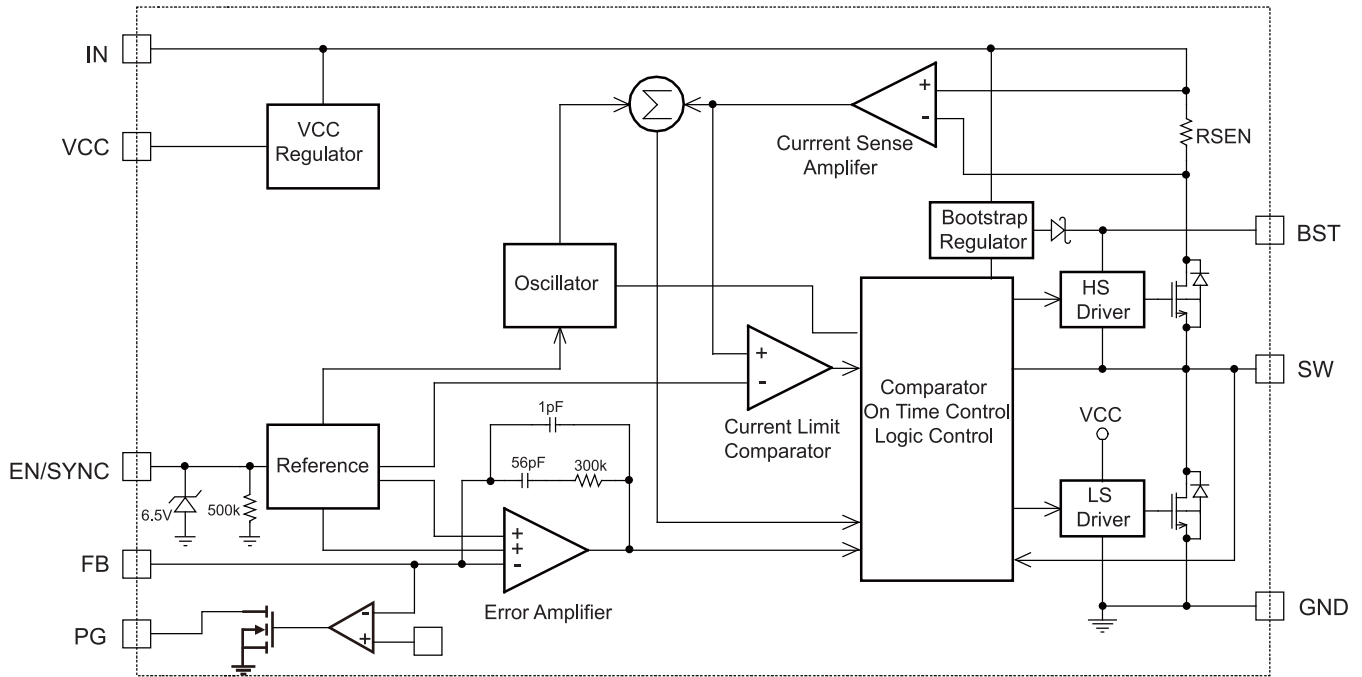 IN
VCC
VCC
Regulator
Σ
+
-
Currrent Sense
Amplifer
RSEN
Bootstrap
Regulator
BST
Oscillator
HS
Driver
+
-
Current Limit
Comparator
Comparator
On Time Control
Logic Control
SW
VCC
EN/SYNC
Reference
1pF
56pF
300k
6.5V
500k
LS
Driver
FB
+
+
-
Error Amplifier
PG
-
+
GND